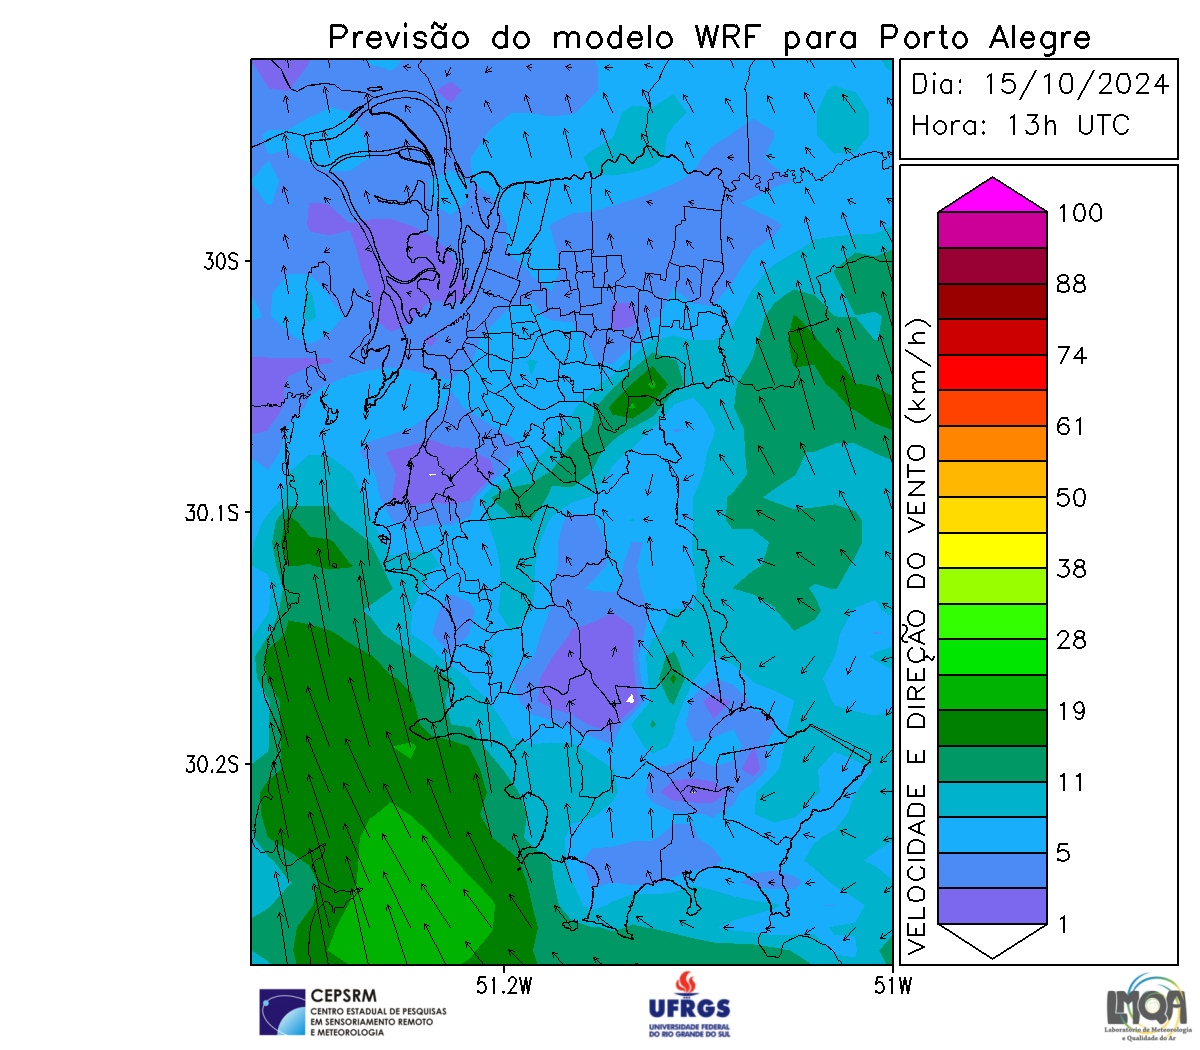 Previsão do modelo WRF para Porto Alegre
Dia: 15/10/2024
Hora: 13h UTC
30S
30.1S
30.2S
51.2W
51W
VELOCIDADE E DIREÇÃO DO VENTO (km/h)
100
88
74
61
50
38
28
19
11
5
1
CEPSRM
CENTRO ESTADUAL DE PESQUISAS
EM SENSORIAMENTO REMOTO
E METEOROLOGIA
UFRGS
UNIVERSIDADE FEDERAL
DO RIO GRANDE DO SUL
LMQA
Laboratório de Meteorologia
e Qualidade do Ar